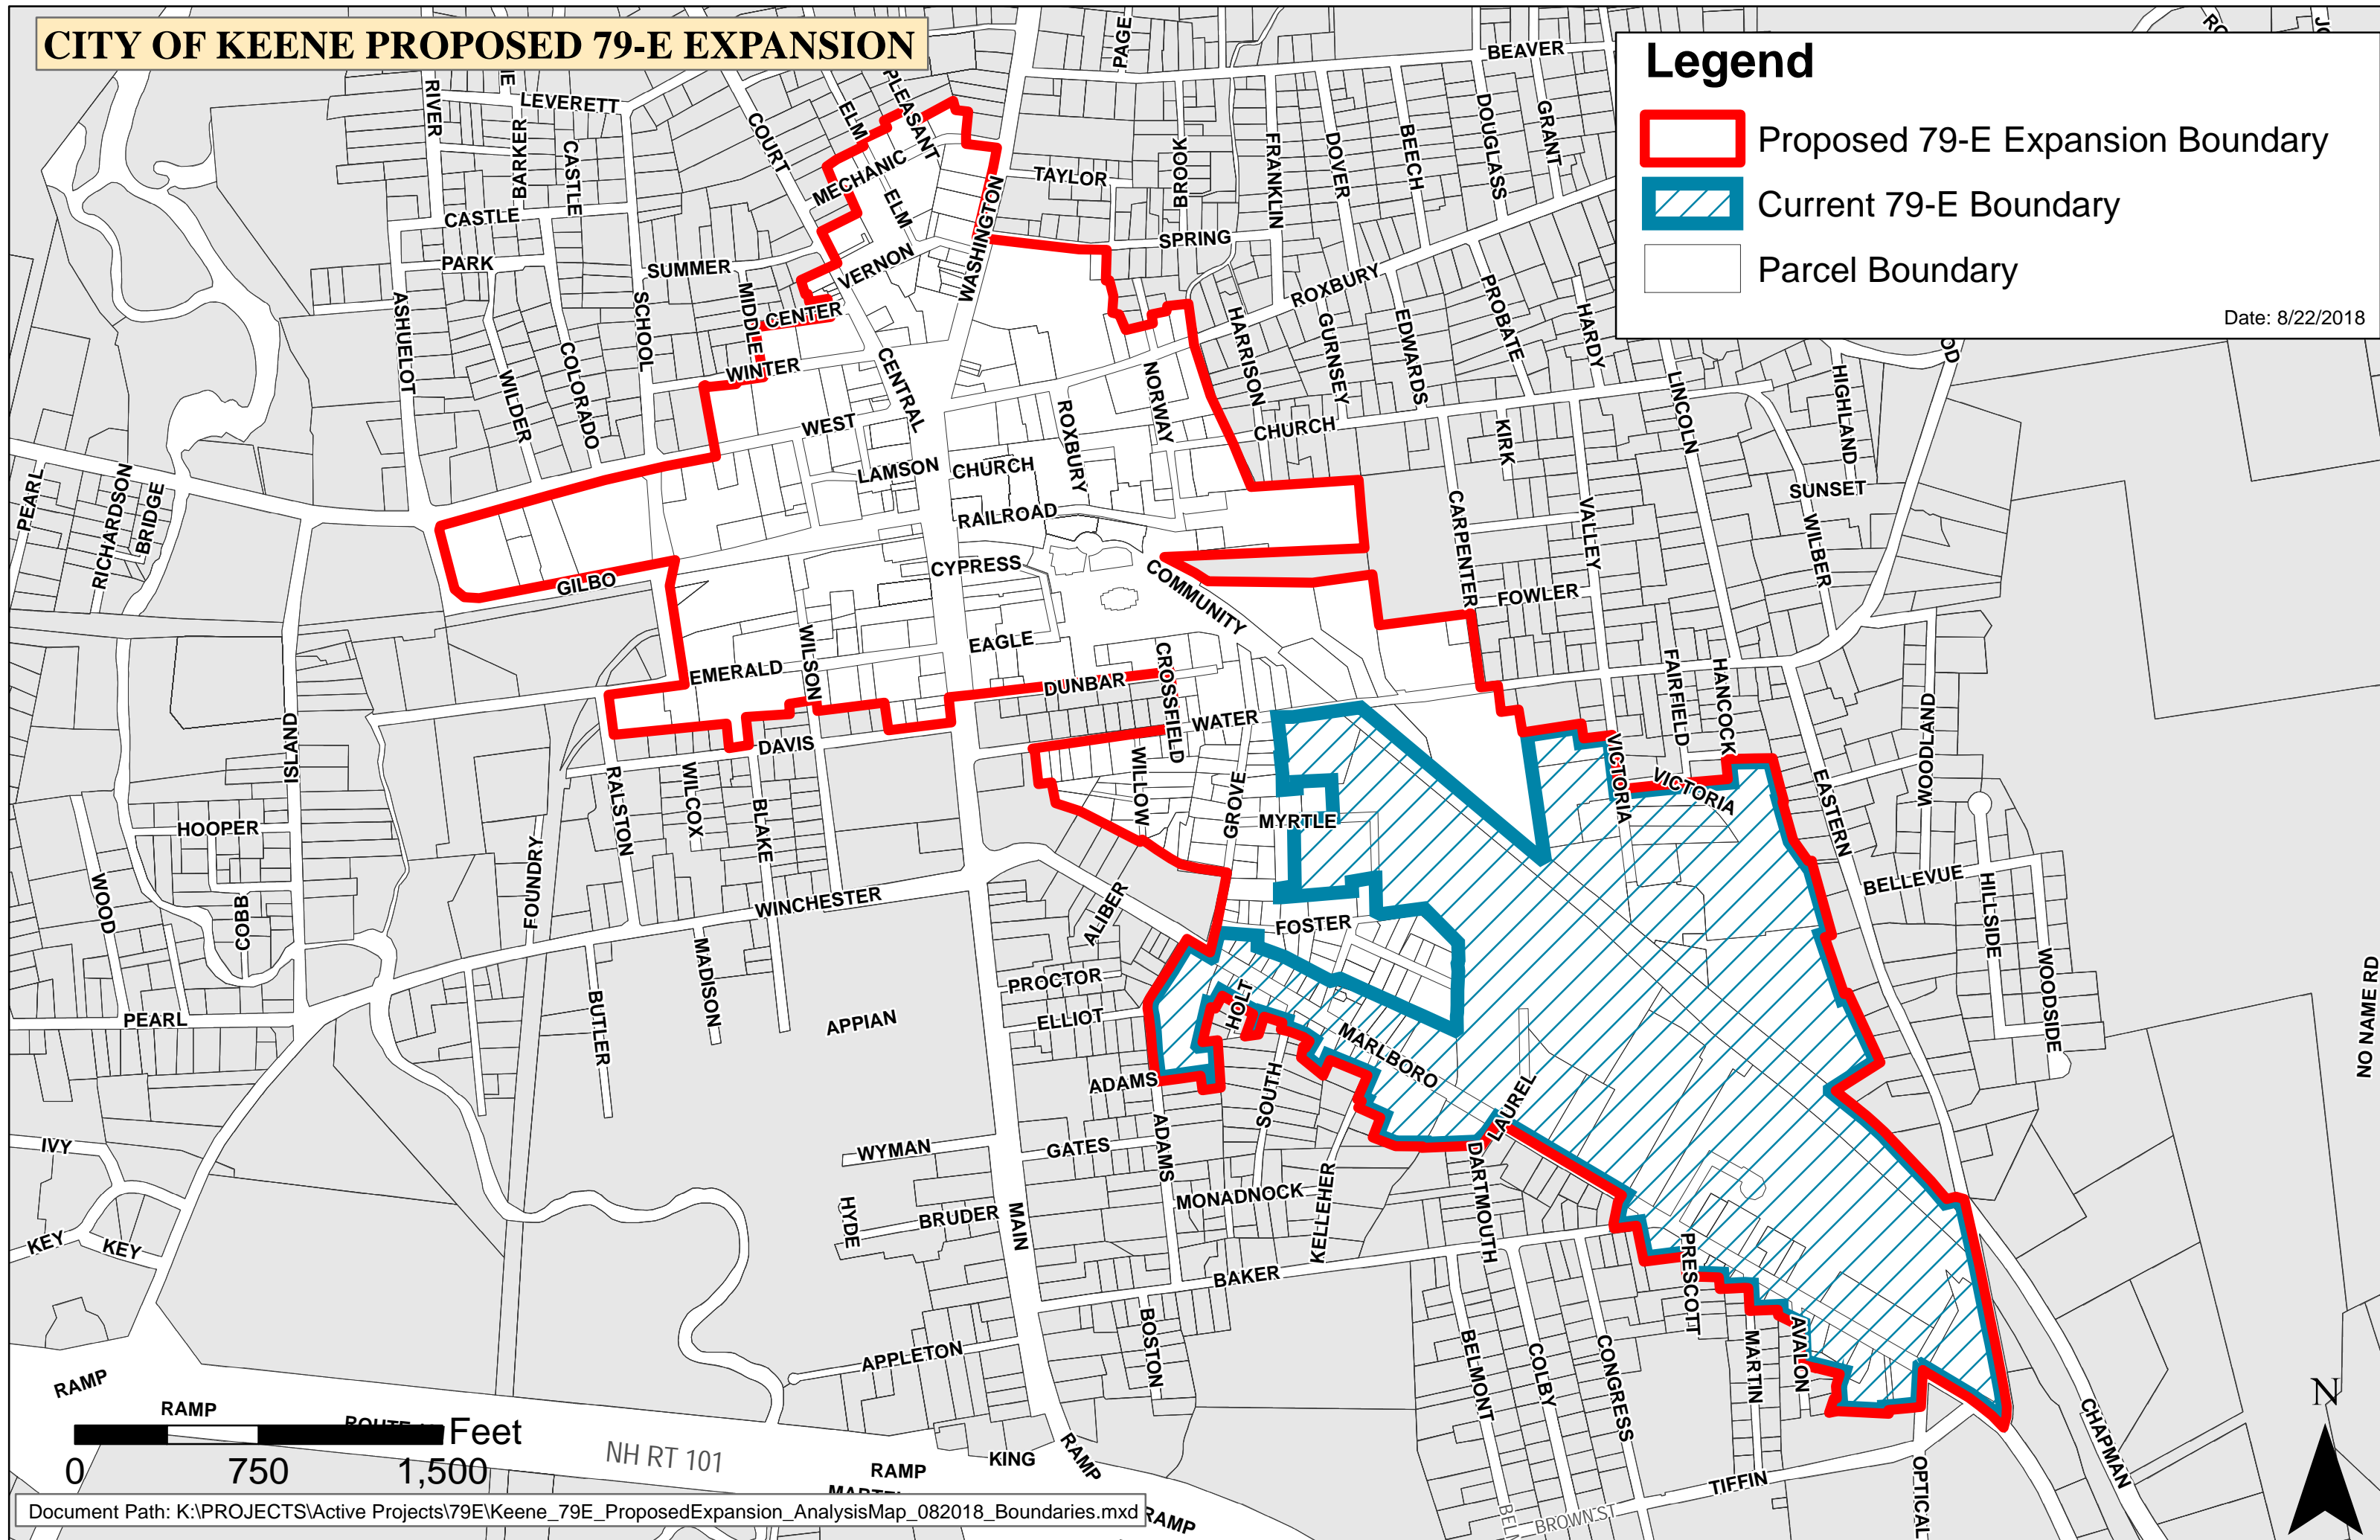 CITY OF KEENE PROPOSED 79-E EXPANSION
Legend
Proposed 79-E Expansion Boundary
Current 79-E Boundary
Parcel Boundary
Date: 8/22/2018
PAGE
BEAVER
LEVERETT
RIVER
BARKER
CASTLE
COURT
ELM
PLEASANT
MECHANIC
ELM
TAYLOR
BROOK
FRANKLIN
DOVER
BEECH
DOUGLASS
GRANT
CASTLE
PARK
SUMMER
VERNON
WASHINGTON
SPRING
ROXBURY
ASHUELOT
SCHOOL
MIDDLE
CENTER
WINTER
CENTRAL
WILDER
COLORADO
WEST
LAMSON
CHURCH
ROXBURY
NORWAY
HARRISON
GURNSEY
EDWARDS
PROBATE
HARDY
CHURCH
KIRK
LINCOLN
HIGHLAND
SUNSET
WILBER
PEARL
RICHARDSON
BRIDGE
RAILROAD
CYPRESS
COMMUNITY
CARPENTER
VALLEY
FOWLER
GILBO
EAGLE
EMERALD
WILSON
DUNBAR
CROSSFIELD
WATER
FAIRFIELD
HANCOCK
WOODLAND
ISLAND
DAVIS
RALSTON
WILCOX
BLAKE
WILLOW
GROVE
MYRTLE
VICTORIA
VICTORIA
EASTERN
HOOPER
FOUNDRY
WOOD
COBB
WINCHESTER
ALIBER
FOSTER
BELLEVUE
HILLSIDE
WOODSIDE
NO NAME RD
PEARL
BUTLER
MADISON
APPIAN
PROCTOR
ELLIOT
HOLT
MARLBORO
LAUREL
ADAMS
ADAMS
SOUTH
IVY
WYMAN
GATES
MONADNOCK
KELLEHER
DARTMOUTH
KEY
KEY
HYDE
BRUDER
MAIN
BAKER
PRESCOTT
MARTIN
AVALON
BOSTON
APPLETON
BELMONT
COLBY
CONGRESS
CHAPMAN
OPTICAL
TIFFIN
BROWN ST
RAMP
RAMP
NH RT 101
RAMP
KING
RAMP
RAMP
Feet
0 750 1,500
N
Document Path: K:\PROJECTS\Active Projects\79E\Keene_79E_ProposedExpansion_AnalysisMap_082018_Boundaries.mxd